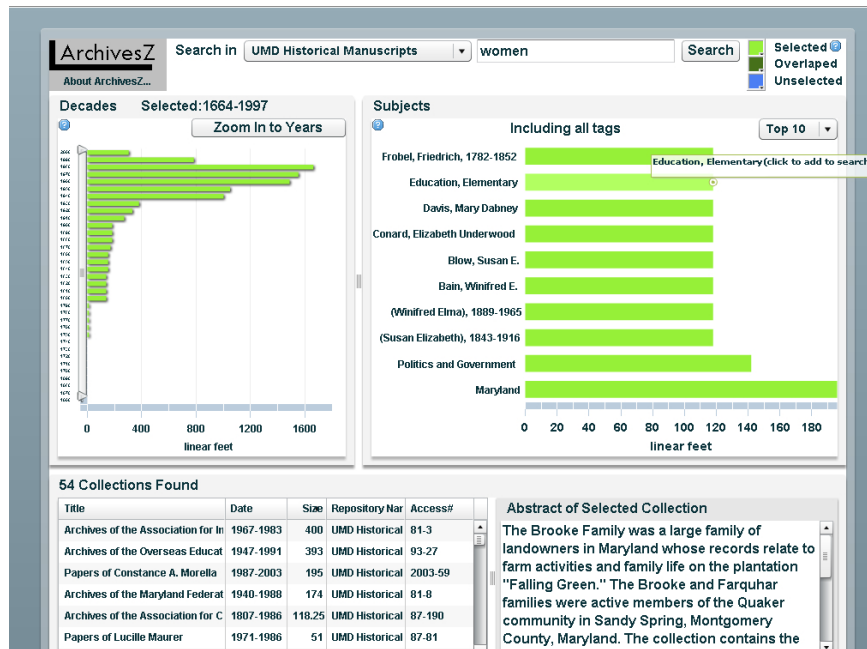 ArchivesZ
About ArchivesZ...
Search in
UMD Historical Manuscripts
women
Search
Selected
Overlaped
Unselected
Decades Selected:1664-1997
Zoom In to Years
0 400 800 1200 1600
linear feet
Subjects
Including all tags
Top 10
Frobel, Friedrich, 1782-1852
Education, Elementary(click to add to search
Education, Elementary
Davis, Mary Dabney
Conard, Elizabeth Underwood
Blow, Susan E.
Bain, Winifred E.
(Winifred Elma), 1889-1965
(Susan Elizabeth), 1843-1916
Politics and Government
Maryland
0 20 40 60 80 100 120 140 160 180
linear feet
54 Collections Found
Title Date Size Repository Nar Access#
Archives of the Association for In 1967-1983 400 UMD Historical 81-3
Archives of the Overseas Educat 1947-1991 393 UMD Historical 93-27
Papers of Constance A. Morella 1987-2003 195 UMD Historical 2003-59
Archives of the Maryland Federat 1940-1988 174 UMD Historical 81-8
Archives of the Association for C 1807-1986 118.25 UMD Historical 87-190
Papers of Lucille Maurer 1971-1986 51 UMD Historical 87-81
Abstract of Selected Collection
The Brooke Family was a large family of
landowners in Maryland whose records relate to
farm activities and family life on the plantation
"Falling Green." The Brooke and Farquhar
families were active members of the Quaker
community in Sandy Spring, Montgomery
County, Maryland. The collection contains the